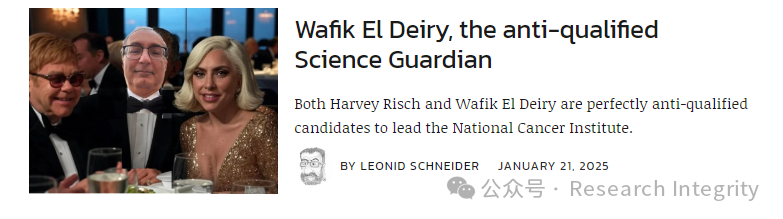 Wafik El Deiry, the anti-qualified
Science Guardian
Both Harvey Risch and Wafik El Deiry are perfectly anti-qualified
candidates to lead the National Cancer Institute.
BY LEONID SCHNEIDER JANUARY 21, 2025
公众号 · Research Integrity